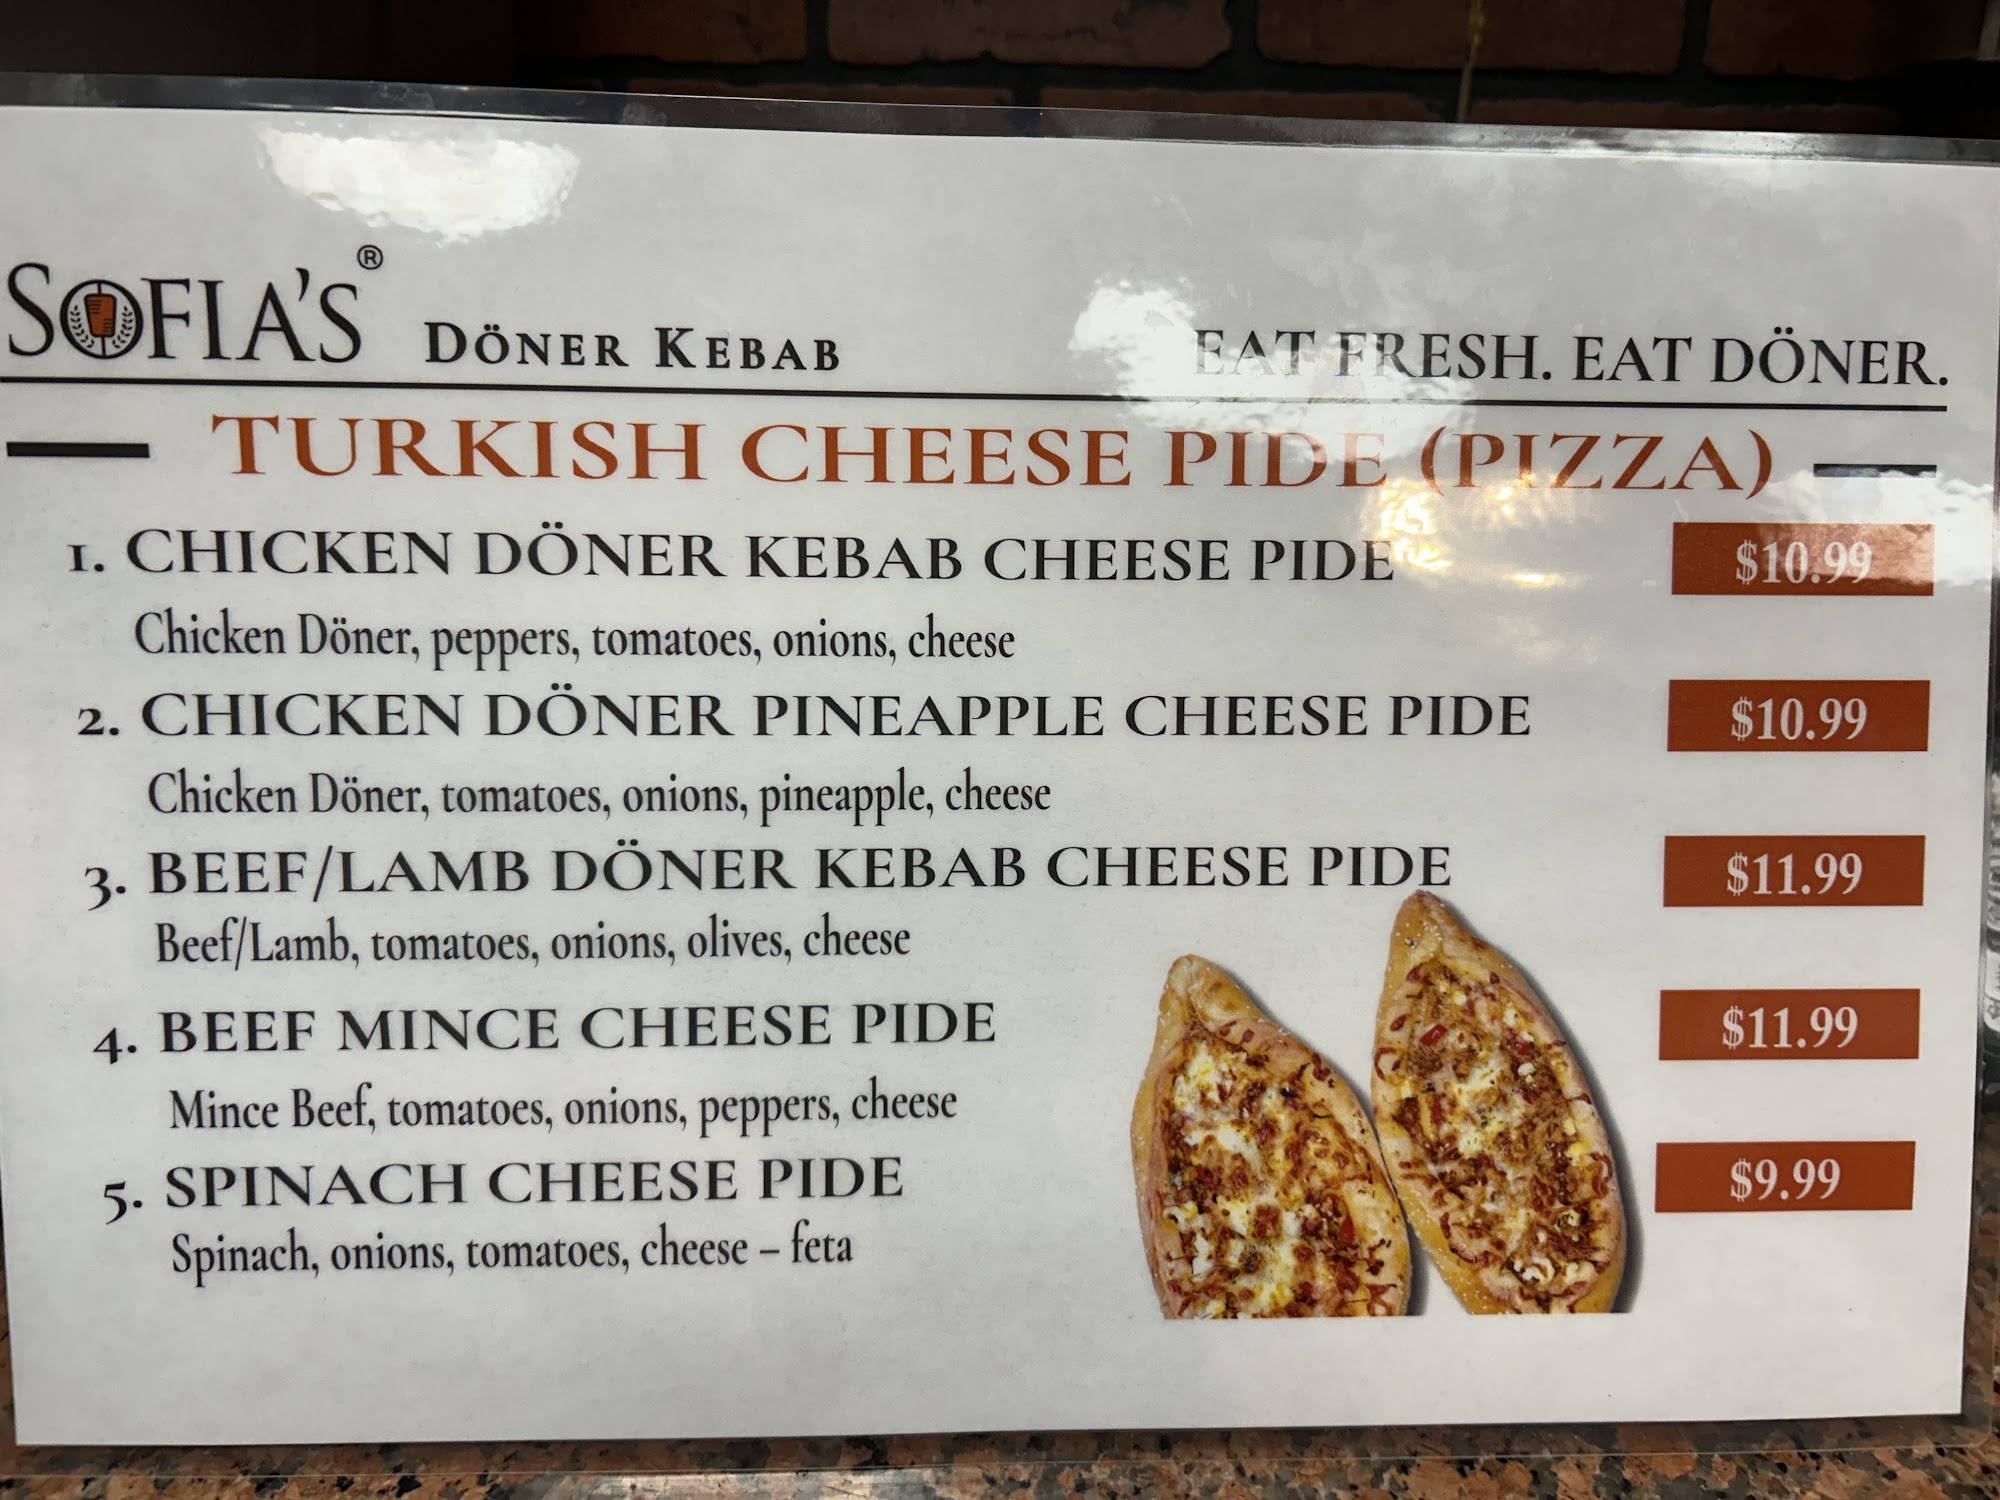 SOFIA'S® DÖNER KEBAB EAT FRESH. EAT DÖNER.
TURKISH CHEESE PIDE (PIZZA)
1. CHICKEN DÖNER KEBAB CHEESE PIDE $10.99
Chicken Döner, peppers, tomatoes, onions, cheese
2. CHICKEN DÖNER PINEAPPLE CHEESE PIDE $10.99
Chicken Döner, tomatoes, onions, pineapple, cheese
3. BEEF/LAMB DÖNER KEBAB CHEESE PIDE $11.99
Beef/Lamb, tomatoes, onions, olives, cheese
4. BEEF MINCE CHEESE PIDE $11.99
Mince Beef, tomatoes, onions, peppers, cheese
5. SPINACH CHEESE PIDE $9.99
Spinach, onions, tomatoes, cheese – feta